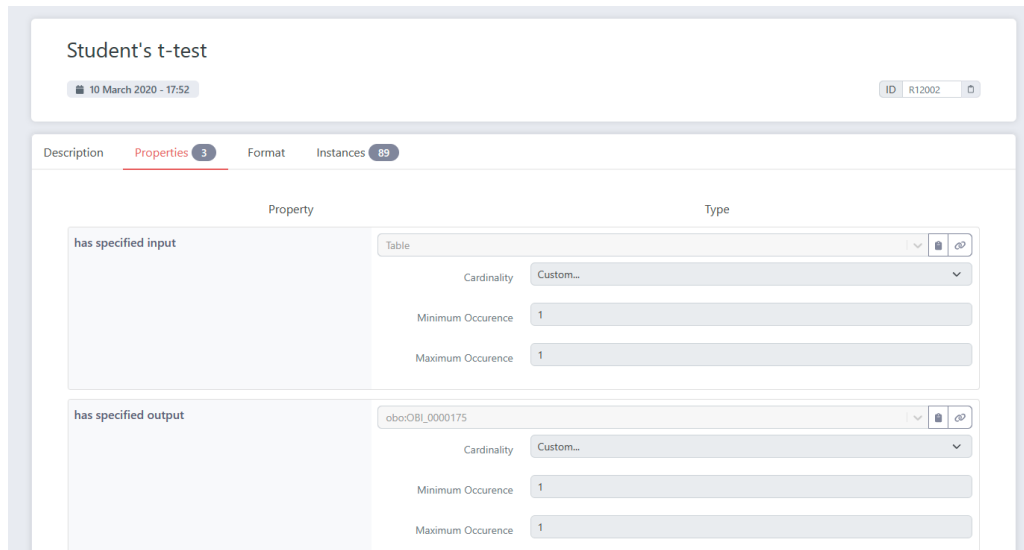 Student's t-test
10 March 2020 - 17:52
ID R12002
Description Properties 3 Format Instances 89
Property Type
has specified input Table
Cardinality Custom...
Minimum Occurence 1
Maximum Occurence 1
has specified output obo:OBI_0000175
Cardinality Custom...
Minimum Occurence 1
Maximum Occurence 1